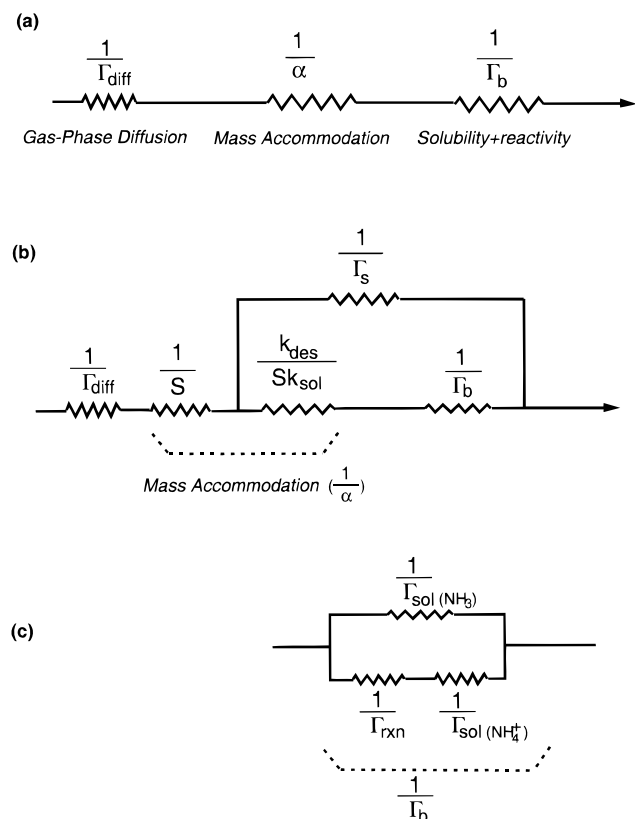 (a)
1/Γdiff 1/α 1/Γb
Gas-Phase Diffusion Mass Accommodation Solubility+reactivity
(b)
1/Γs
1/Γdiff 1/S kdes/Sksol 1/Γb
Mass Accommodation (1/α)
(c)
1/Γsol (NH3)
1/Γrxn 1/Γsol (NH4+)
1/Γb